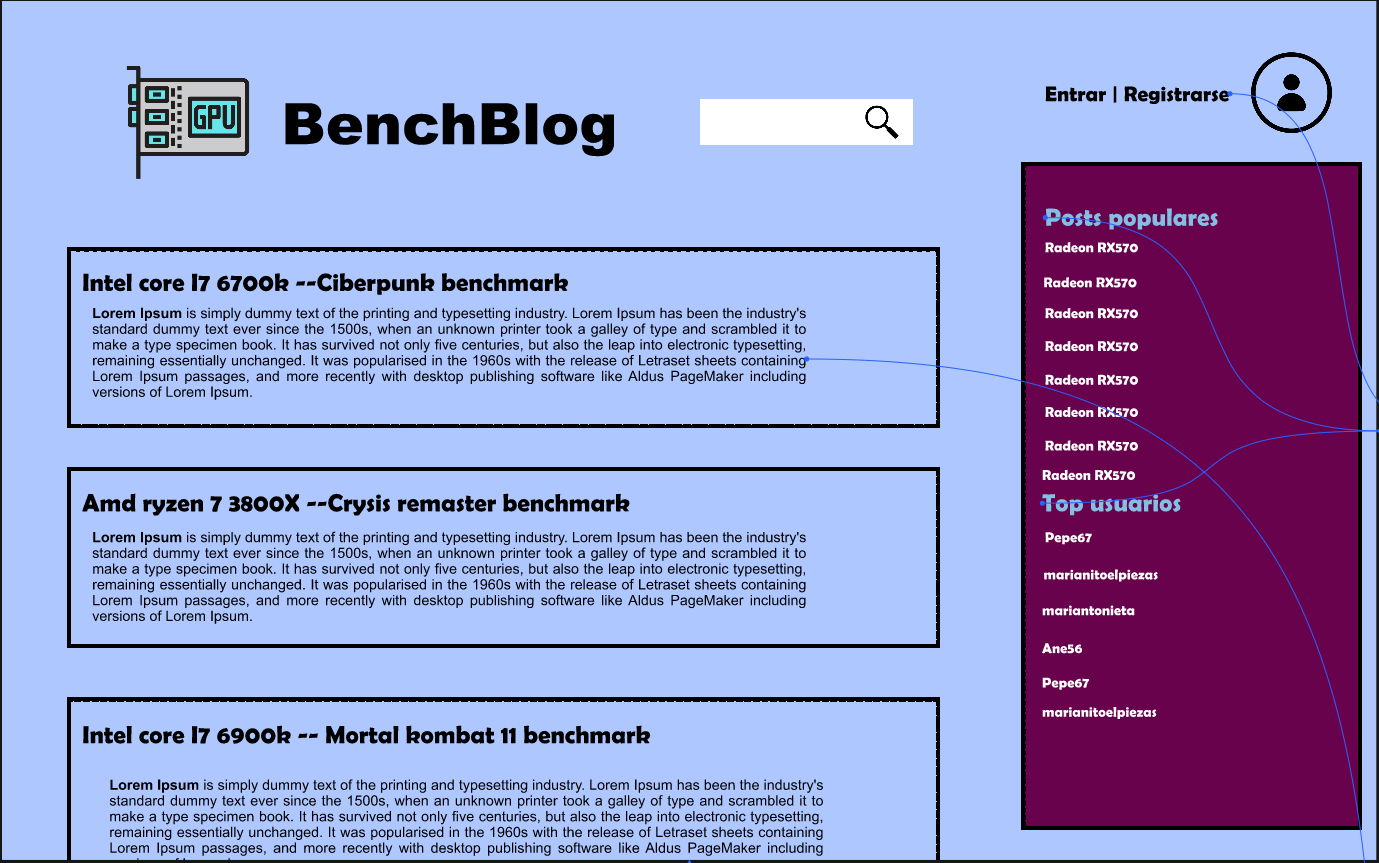 GPU
BenchBlog
Entrar | Registrarse
Intel core I7 6700k --Ciberpunk benchmark
Lorem Ipsum is simply dummy text of the printing and typesetting industry. Lorem Ipsum has been the industry's
standard dummy text ever since the 1500s, when an unknown printer took a galley of type and scrambled it to
make a type specimen book. It has survived not only five centuries, but also the leap into electronic typesetting,
remaining essentially unchanged. It was popularised in the 1960s with the release of Letraset sheets containing
Lorem Ipsum passages, and more recently with desktop publishing software like Aldus PageMaker including
versions of Lorem Ipsum.
Amd ryzen 7 3800X --Crysis remaster benchmark
Lorem Ipsum is simply dummy text of the printing and typesetting industry. Lorem Ipsum has been the industry's
standard dummy text ever since the 1500s, when an unknown printer took a galley of type and scrambled it to
make a type specimen book. It has survived not only five centuries, but also the leap into electronic typesetting,
remaining essentially unchanged. It was popularised in the 1960s with the release of Letraset sheets containing
Lorem Ipsum passages, and more recently with desktop publishing software like Aldus PageMaker including
versions of Lorem Ipsum.
Intel core I7 6900k -- Mortal kombat 11 benchmark
Lorem Ipsum is simply dummy text of the printing and typesetting industry. Lorem Ipsum has been the industry's
standard dummy text ever since the 1500s, when an unknown printer took a galley of type and scrambled it to
make a type specimen book. It has survived not only five centuries, but also the leap into electronic typesetting,
remaining essentially unchanged. It was popularised in the 1960s with the release of Letraset sheets containing
Lorem Ipsum passages, and more recently with desktop publishing software like Aldus PageMaker including
Posts populares
Radeon RX570
Radeon RX570
Radeon RX570
Radeon RX570
Radeon RX570
Radeon RX570
Radeon RX570
Radeon RX570
Top usuarios
Pepe67
marianitoelpiezas
mariantonieta
Ane56
Pepe67
marianitoelpiezas